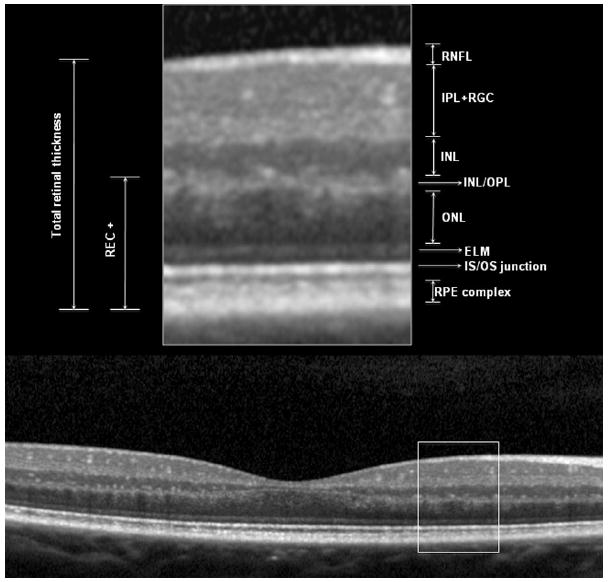 RNFL
IPL+RGC
INL
INL/OPL
ONL
ELM
IS/OS junction
RPE complex
Total retinal thickness
REC +